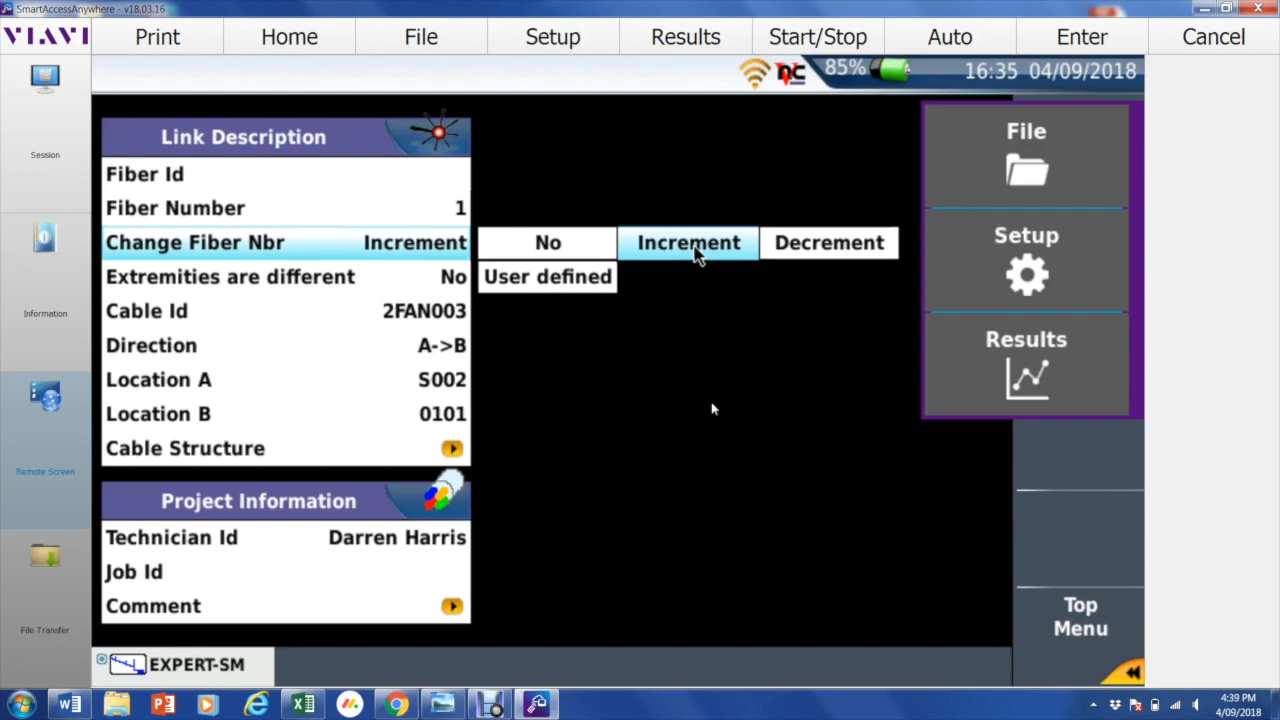 SmartAccessAnywhere - v18.03.16
VIAVI Print Home File Setup Results Start/Stop Auto Enter Cancel
85% 16:35 04/09/2018
Session
Information
Remote Screen
File Transfer
Link Description
Fiber Id
Fiber Number 1
Change Fiber Nbr Increment No Increment Decrement
Extremities are different No User defined
Cable Id 2FAN003
Direction A->B
Location A S002
Location B 0101
Cable Structure
Project Information
Technician Id Darren Harris
Job Id
Comment
EXPERT-SM
File
Setup
Results
Top
Menu
4:39 PM
4/09/2018